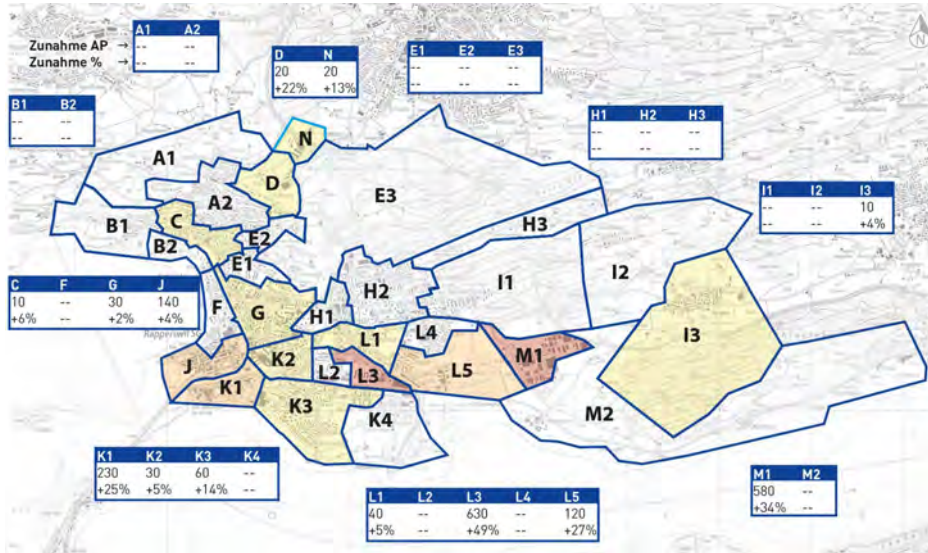 A1 A2
Zunahme AP → -- --
Zunahme % → -- --
D N
20 20
+22% +13%
E1 E2 E3
-- -- --
-- -- --
N
B1 B2
-- --
-- --
H1 H2 H3
-- -- --
-- -- --
I1 I2 I3
-- -- 10
-- -- +4%
N
A1
D
A2
E3
C
B1
H3
E2
B2
E1
I2
I1
H2
F
G
H1
I3
L4
L1
M1
K2
J
L2
L3
L5
K1
K3
K4
M2
C F G J
10 -- 30 140
+6% -- +2% +4%
Rapperswil SG
K1 K2 K3 K4
230 30 60 --
+25% +5% +14% --
L1 L2 L3 L4 L5
40 -- 630 -- 120
+5% -- +49% -- +27%
M1 M2
580 --
+34% --